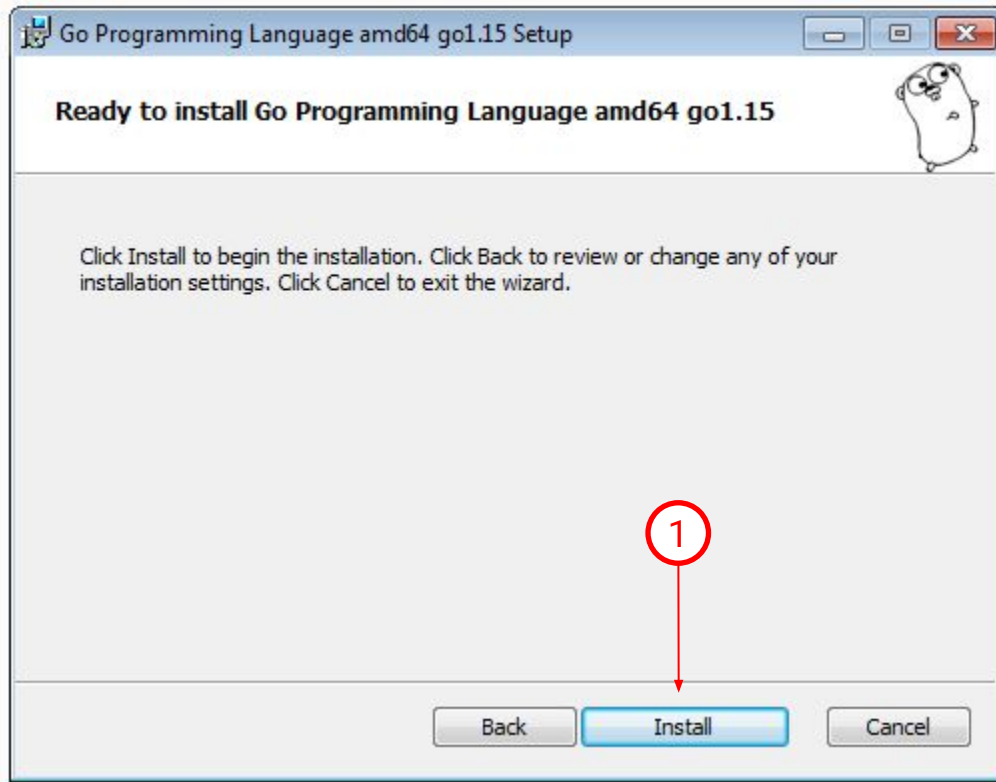 Go Programming Language amd64 go1.15 Setup
Ready to install Go Programming Language amd64 go1.15
Click Install to begin the installation. Click Back to review or change any of your
installation settings. Click Cancel to exit the wizard.
1
Back Install Cancel